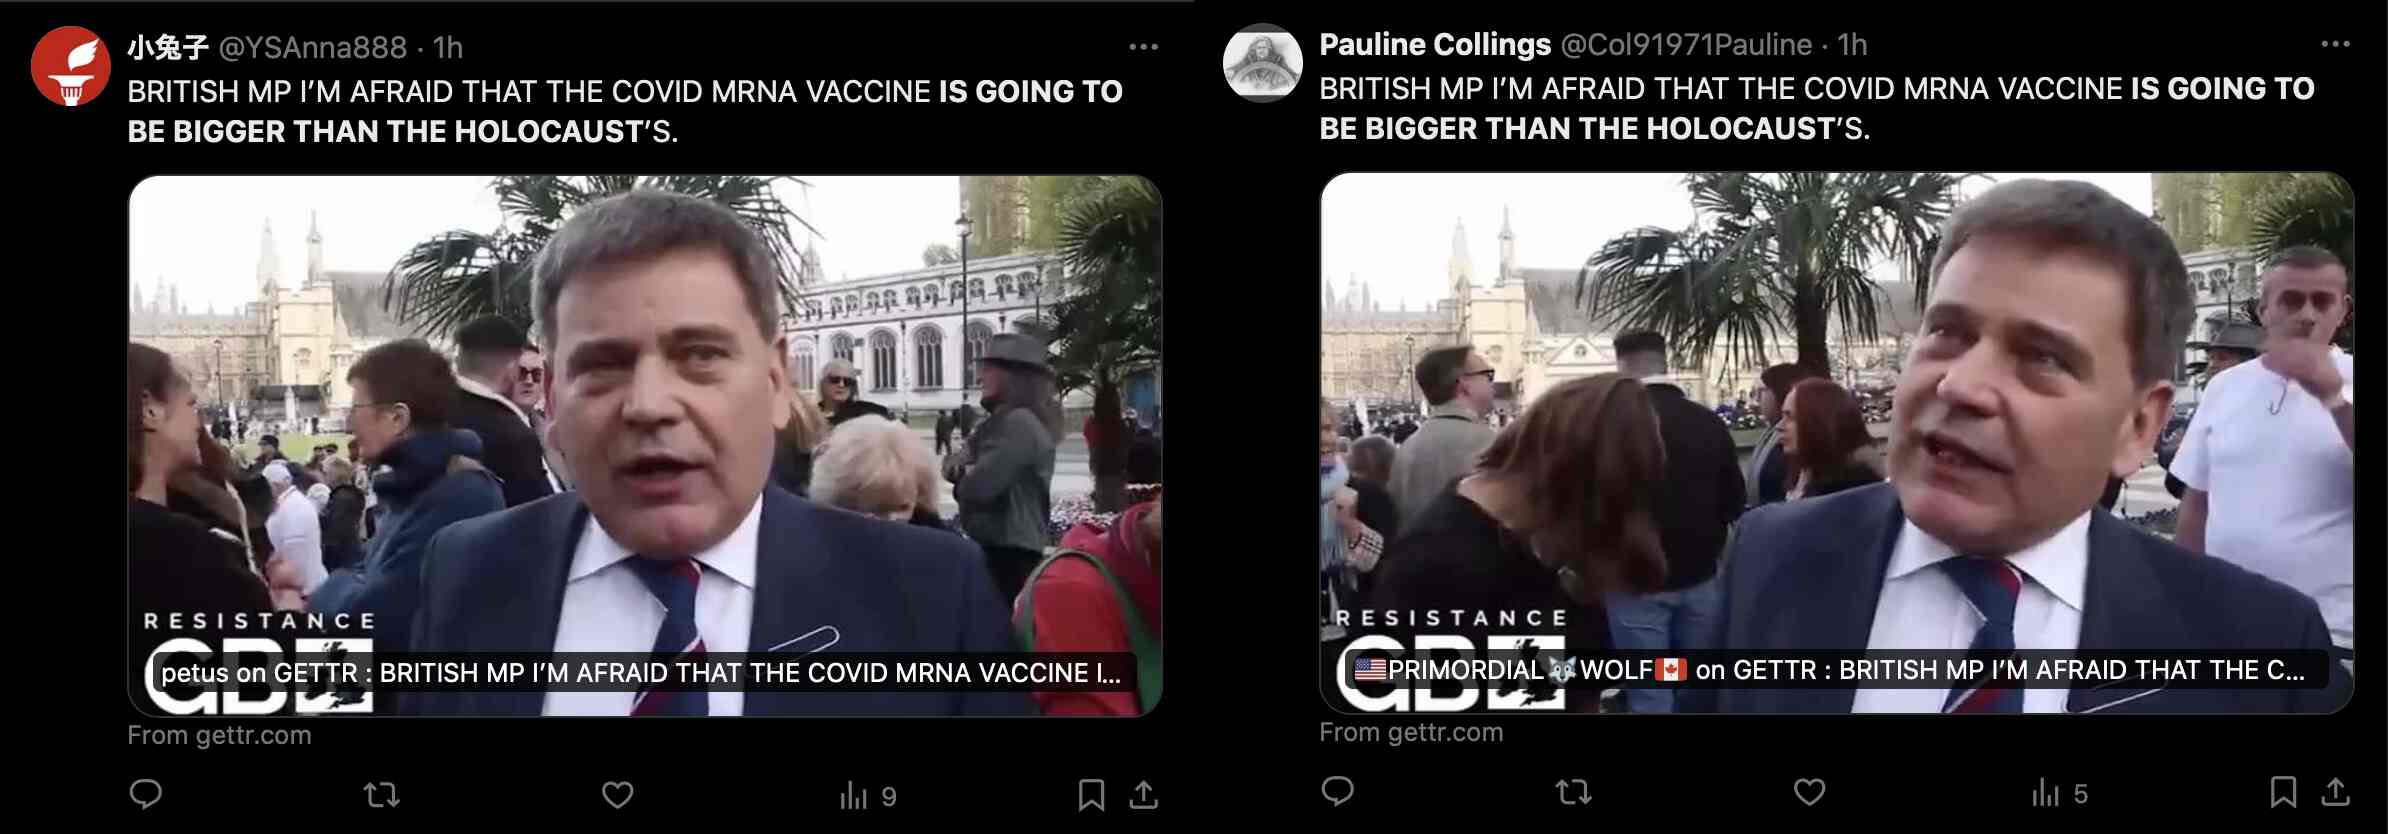 小兔子 @YSAnna888 · 1h
BRITISH MP I’M AFRAID THAT THE COVID MRNA VACCINE IS GOING TO
BE BIGGER THAN THE HOLOCAUST’S.
RESISTANCE
GB
petus on GETTR : BRITISH MP I’M AFRAID THAT THE COVID MRNA VACCINE I...
From gettr.com
9
Pauline Collings @Col91971Pauline · 1h
BRITISH MP I’M AFRAID THAT THE COVID MRNA VACCINE IS GOING TO
BE BIGGER THAN THE HOLOCAUST’S.
RESISTANCE
GB
🇺🇸PRIMORDIAL🐺WOLF🇨🇦 on GETTR : BRITISH MP I’M AFRAID THAT THE C...
From gettr.com
5